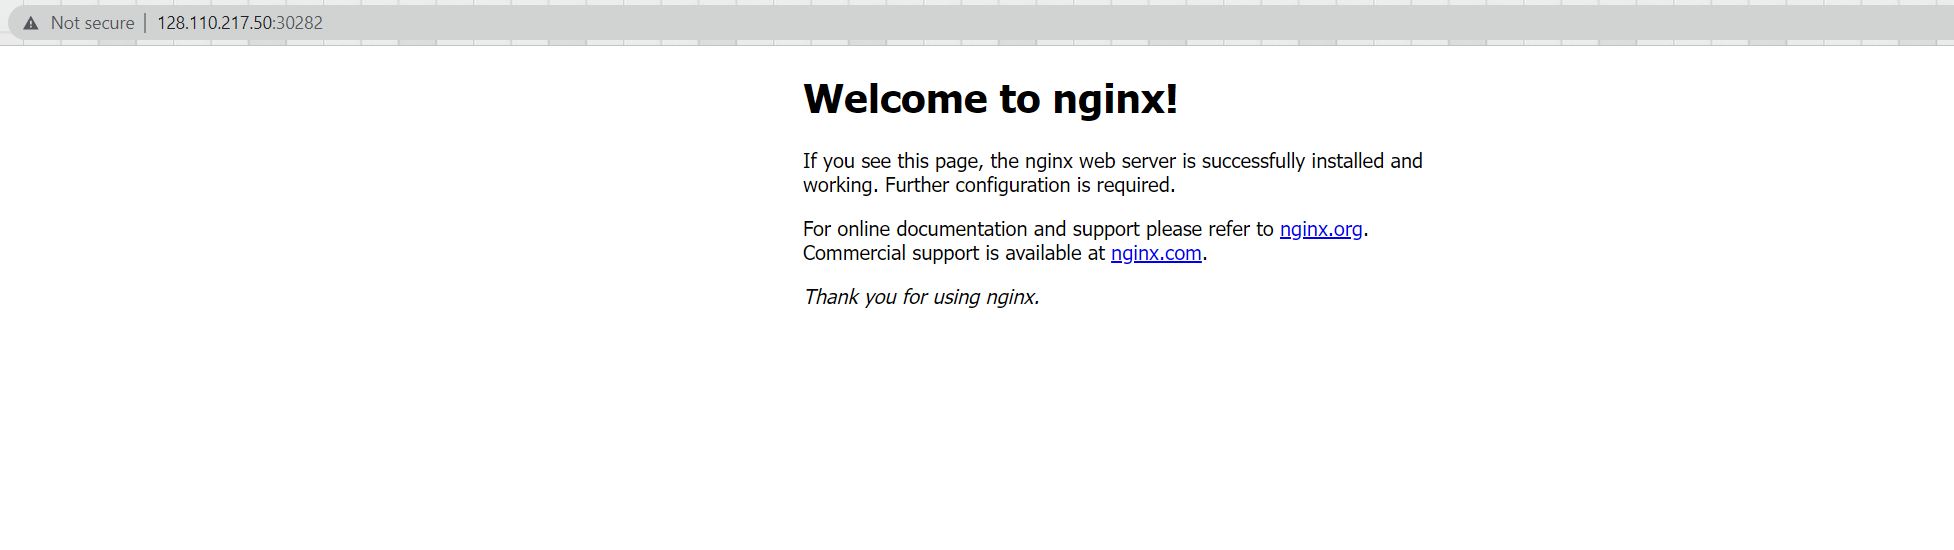 Not secure | 128.110.217.50:30282
Welcome to nginx!
If you see this page, the nginx web server is successfully installed and
working. Further configuration is required.
For online documentation and support please refer to nginx.org.
Commercial support is available at nginx.com.
Thank you for using nginx.